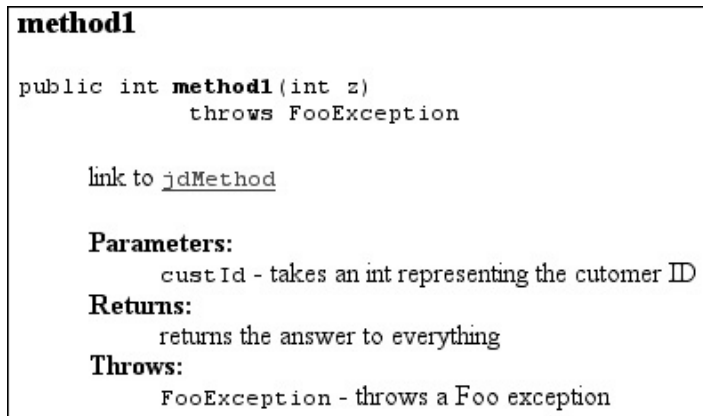 method1
public int method1(int z)
throws FooException
link to jdMethod
Parameters:
custId - takes an int representing the cutomer ID
Returns:
returns the answer to everything
Throws:
FooException - throws a Foo exception